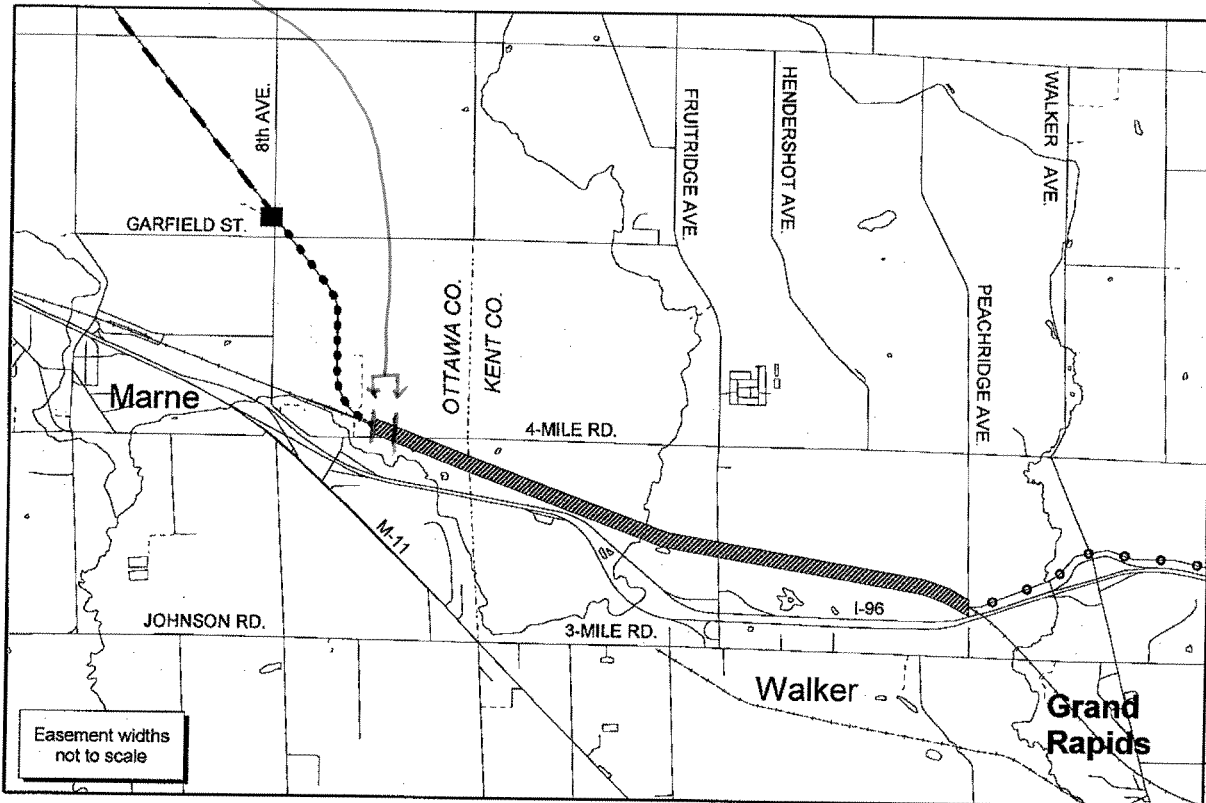 8th AVE.
FRUITRIDGE AVE.
HENDERSHOT AVE.
WALKER AVE.
GARFIELD ST.
PEACHRIDGE AVE.
OTTAWA CO.
KENT CO.
Marne
4-MILE RD.
M-11
I-96
JOHNSON RD.
3-MILE RD.
Walker
Grand
Rapids
Easement widths
not to scale